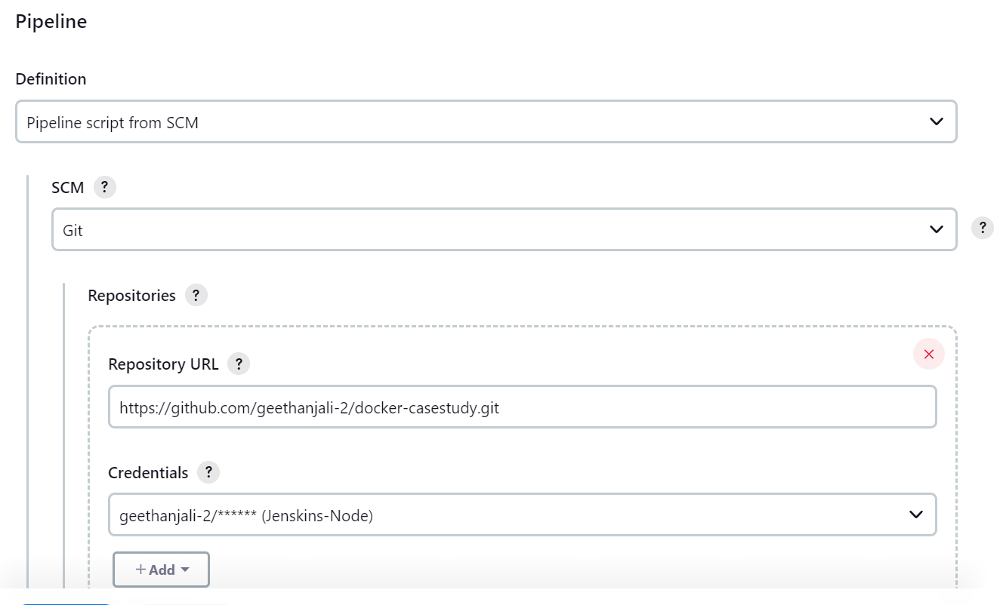 Pipeline
Definition
Pipeline script from SCM
SCM ?
Git
?
Repositories ?
Repository URL ?
https://github.com/geethanjali-2/docker-casestudy.git
Credentials ?
geethanjali-2/****** (Jenskins-Node)
+ Add